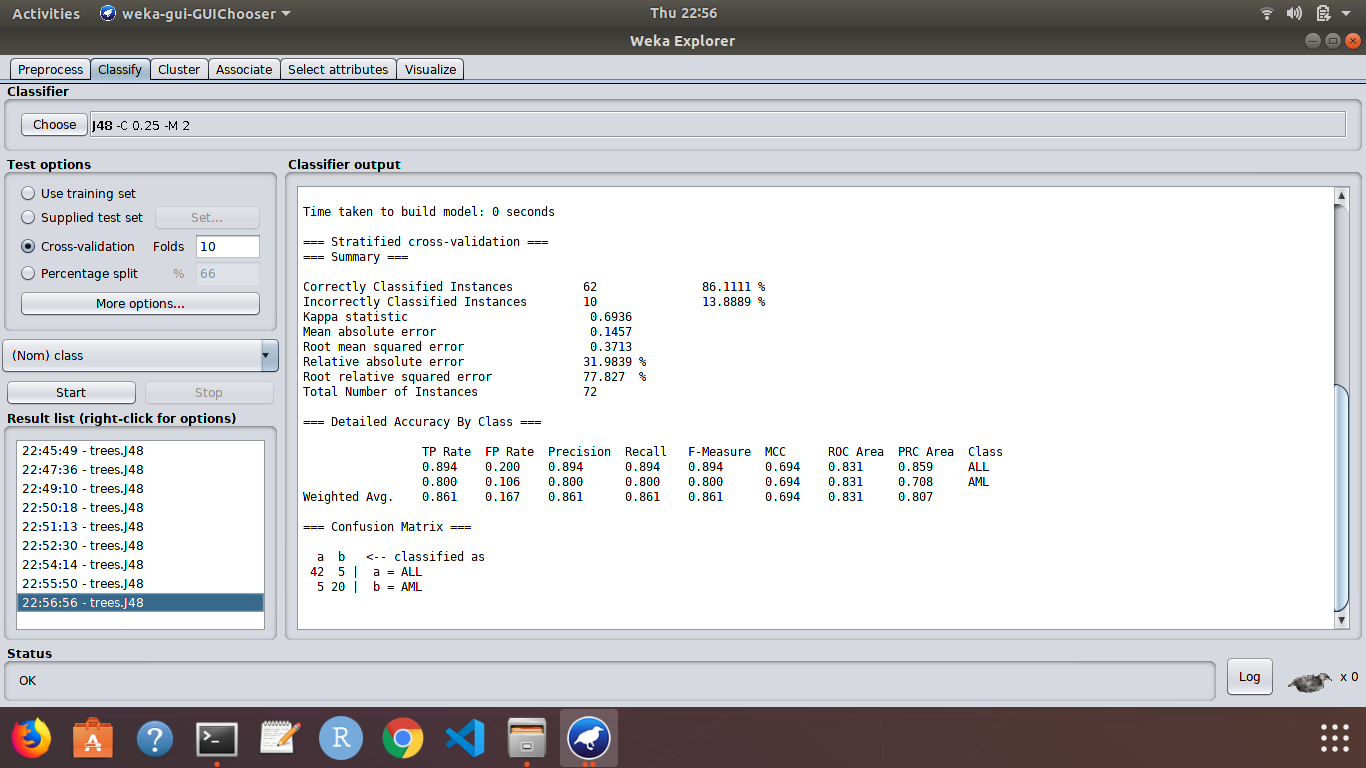 Activities weka-gui-GUIChooser Thu 22:56
Weka Explorer
Preprocess Classify Cluster Associate Select attributes Visualize
Classifier
Choose J48 -C 0.25 -M 2
Test options
Use training set
Supplied test set Set...
Cross-validation Folds 10
Percentage split % 66
More options...
(Nom) class
Start Stop
Result list (right-click for options)
22:45:49 - trees.J48
22:47:36 - trees.J48
22:49:10 - trees.J48
22:50:18 - trees.J48
22:51:13 - trees.J48
22:52:30 - trees.J48
22:54:14 - trees.J48
22:55:50 - trees.J48
22:56:56 - trees.J48
Classifier output
Time taken to build model: 0 seconds
=== Stratified cross-validation ===
=== Summary ===
Correctly Classified Instances 62 86.1111 %
Incorrectly Classified Instances 10 13.8889 %
Kappa statistic 0.6936
Mean absolute error 0.1457
Root mean squared error 0.3713
Relative absolute error 31.9839 %
Root relative squared error 77.827 %
Total Number of Instances 72
=== Detailed Accuracy By Class ===
TP Rate FP Rate Precision Recall F-Measure MCC ROC Area PRC Area Class
0.894 0.200 0.894 0.894 0.894 0.694 0.831 0.859 ALL
0.800 0.106 0.800 0.800 0.800 0.694 0.831 0.708 AML
Weighted Avg. 0.861 0.167 0.861 0.861 0.861 0.694 0.831 0.807
=== Confusion Matrix ===
a b <-- classified as
42 5 | a = ALL
5 20 | b = AML
Status
OK
Log
x 0